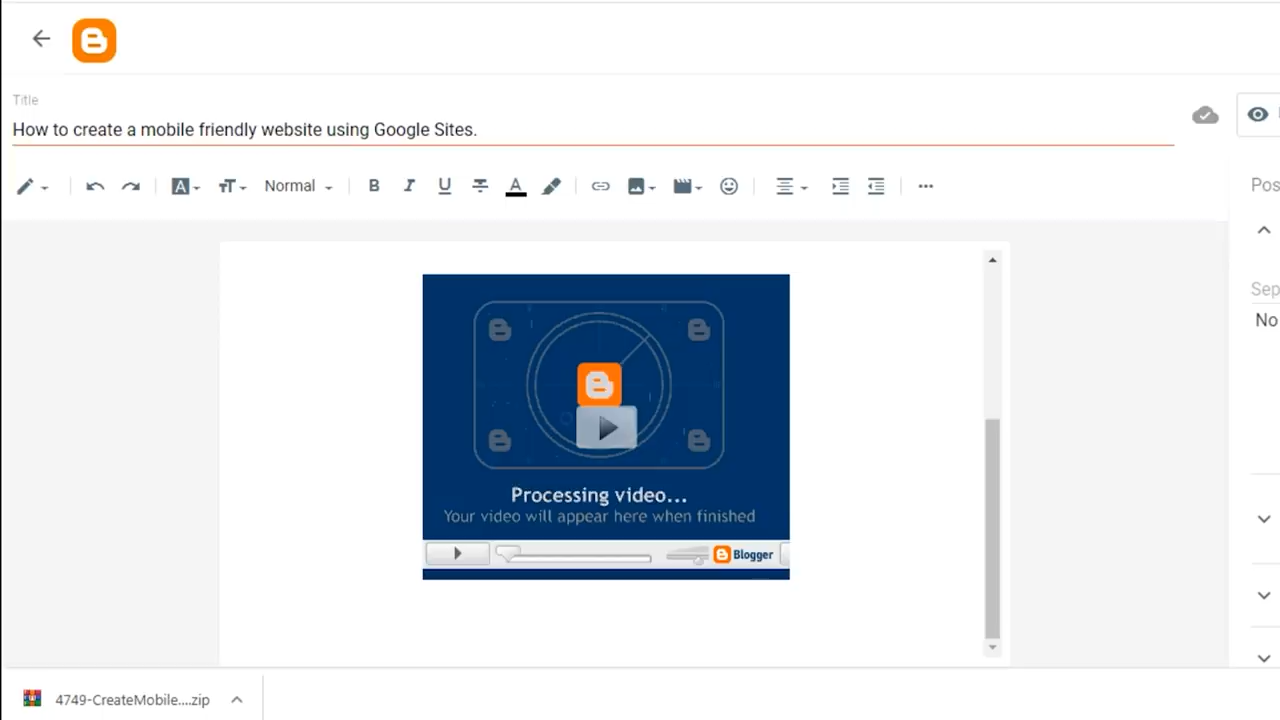 Title
How to create a mobile friendly website using Google Sites.
Normal
B I U A
Pos
Sep
No
Processing video...
Your video will appear here when finished
Blogger
4749-CreateMobile....zip